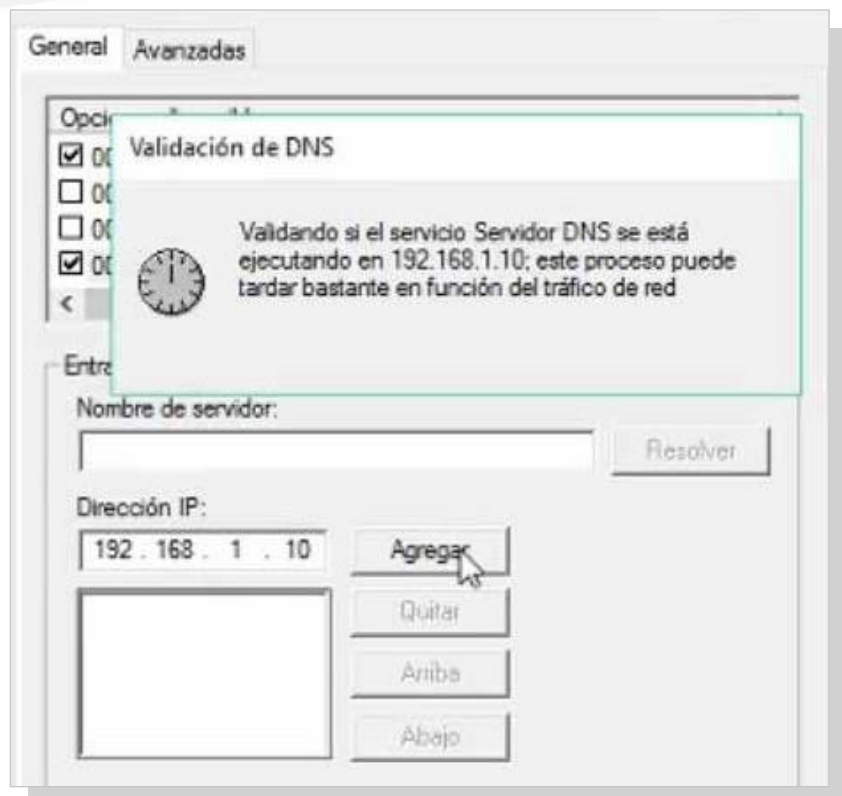 General Avanzadas
Validación de DNS
Validando si el servicio Servidor DNS se está
ejecutando en 192.168.1.10; este proceso puede
tardar bastante en función del tráfico de red
Nombre de servidor:
Resolver
Dirección IP:
192 . 168 . 1 . 10
Agregar
Quitar
Arriba
Abajo